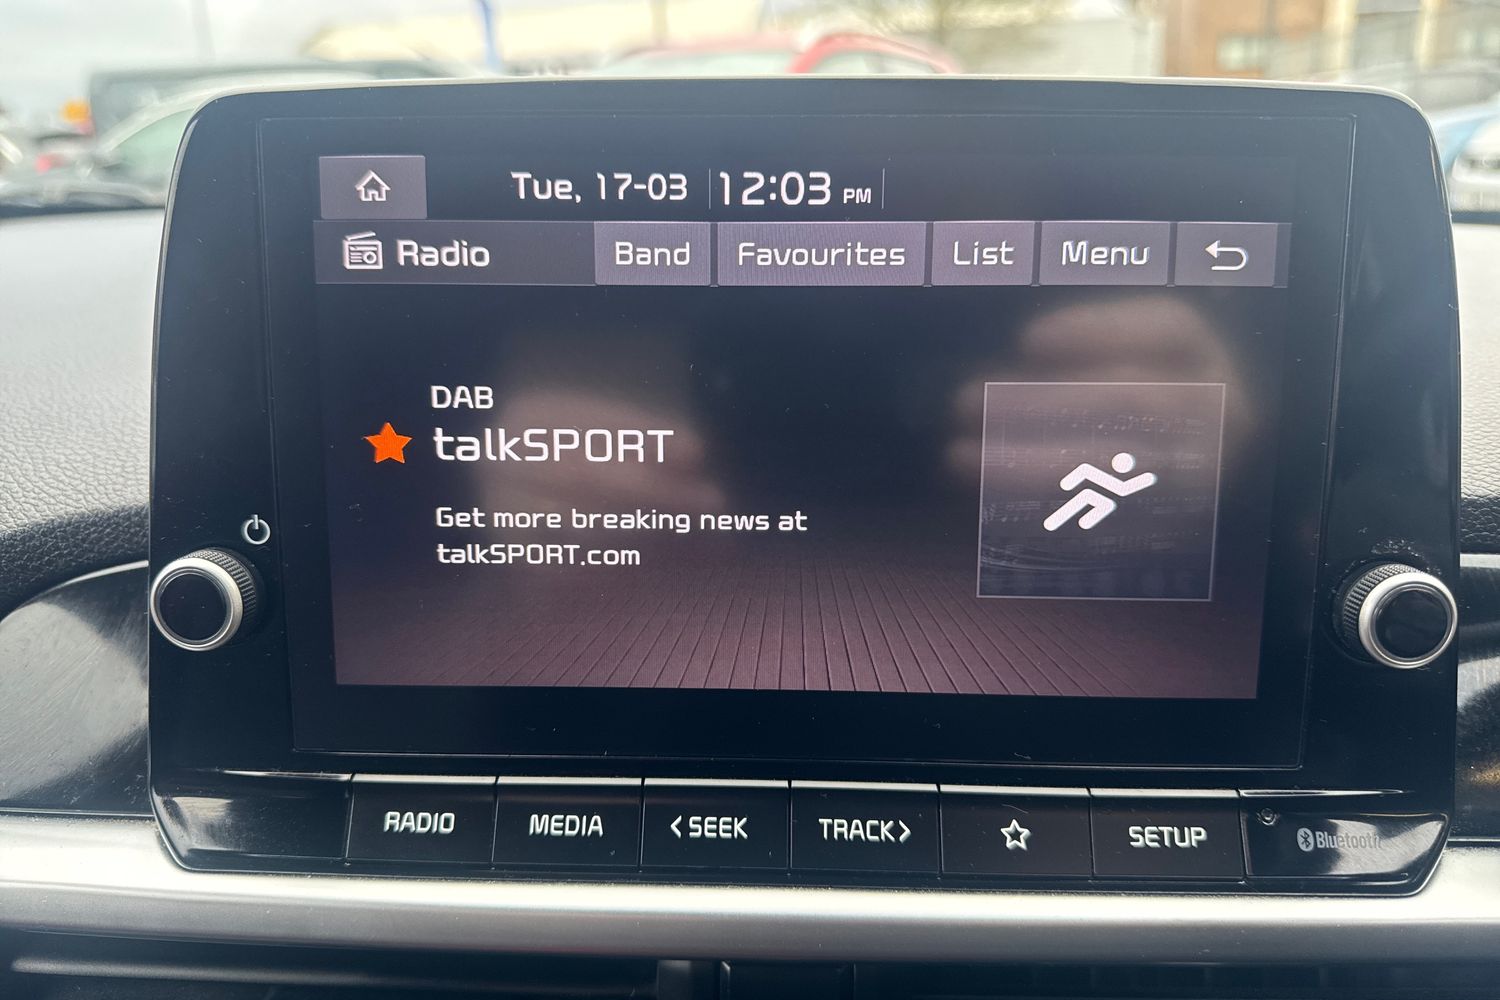 Tue, 17-03 12:03 PM
Radio Band Favourites List Menu
DAB
talkSPORT
Get more breaking news at
talkSPORT.com
RADIO MEDIA <SEEK TRACK> SETUP Bluetooth